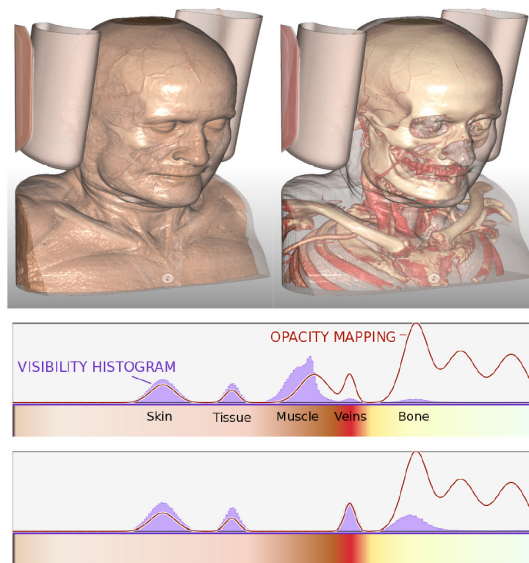 OPACITY MAPPING
VISIBILITY HISTOGRAM
Skin Tissue Muscle Veins Bone